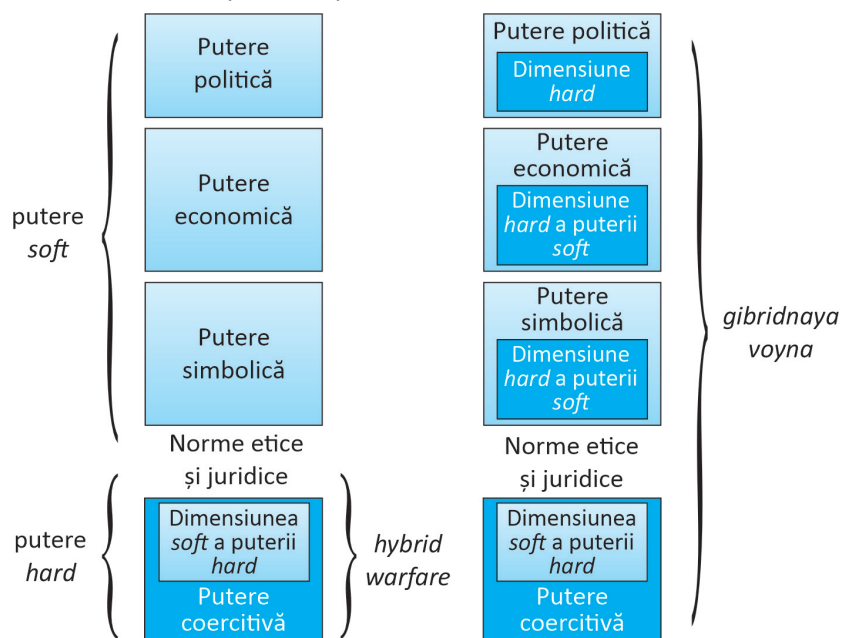 Putere
politică
Putere
economică
Putere
simbolică
putere
soft
Norme etice
și juridice
Dimensiunea
soft a puterii
hard
Putere
coercitivă
putere
hard
hybrid
warfare
Putere politică
Dimensiune
hard
Putere
economică
Dimensiune
hard a puterii
soft
Putere
simbolică
Dimensiune
hard a puterii
soft
Norme etice
și juridice
Dimensiunea
soft a puterii
hard
Putere
coercitivă
gibridnaya
voyna